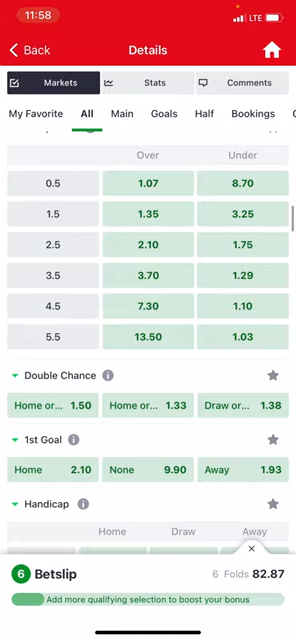 11:58
LTE
Back
Details
Markets
Stats
Comments
My Favorite All Main Goals Half Bookings
Over Under
0.5 1.07 8.70
1.5 1.35 3.25
2.5 2.10 1.75
3.5 3.70 1.29
4.5 7.30 1.10
5.5 13.50 1.03
Double Chance
Home or... 1.50 Home or... 1.33 Draw or... 1.38
1st Goal
Home 2.10 None 9.90 Away 1.93
Handicap
Home Draw Away
6 Betslip 6 Folds 82.87
Add more qualifying selection to boost your bonus